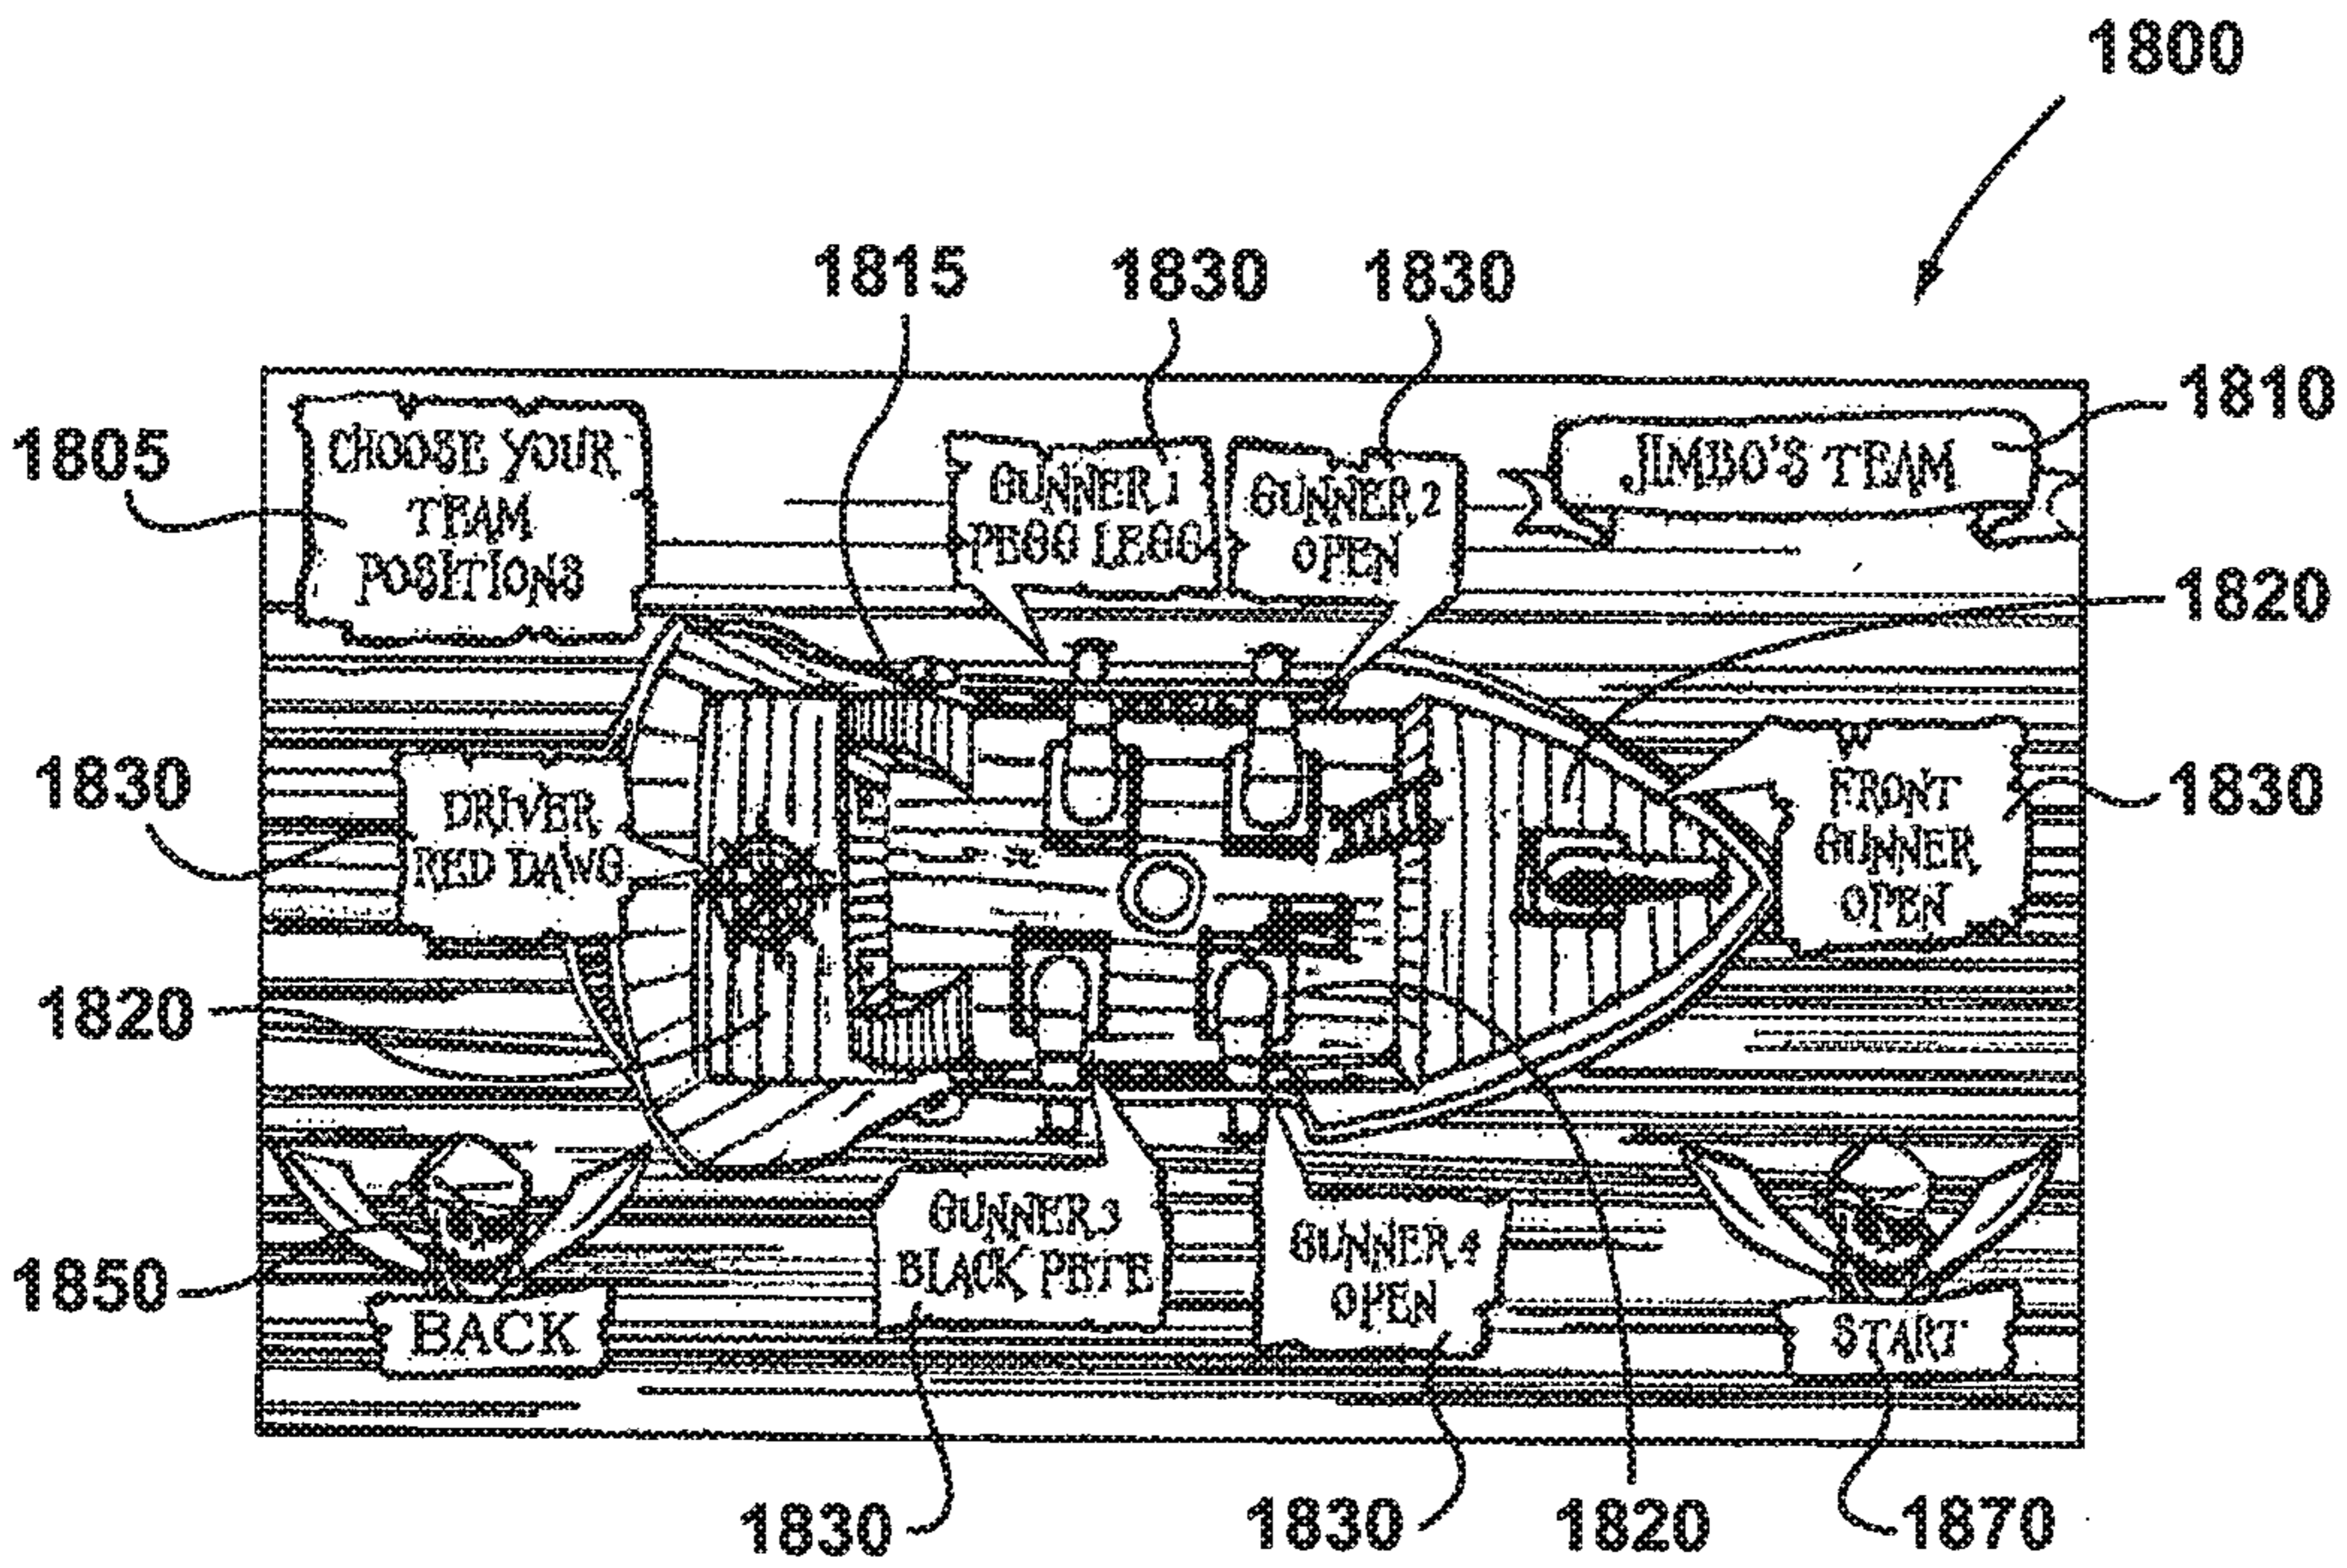 1800
1815
1830
1830
1810
1805
CHOOSE YOUR
TEAM
POSITIONS
GUNNER 1
PEGG LEGG
GUNNER 2
OPEN
JIMBO'S TEAM
1820
1830
DRIVER
RED DAWG
FRONT
GUNNER
OPEN
1830
1820
1850
BACK
GUNNER 3
BLACK PETE
GUNNER 4
OPEN
START
1830
1830
1820
1870